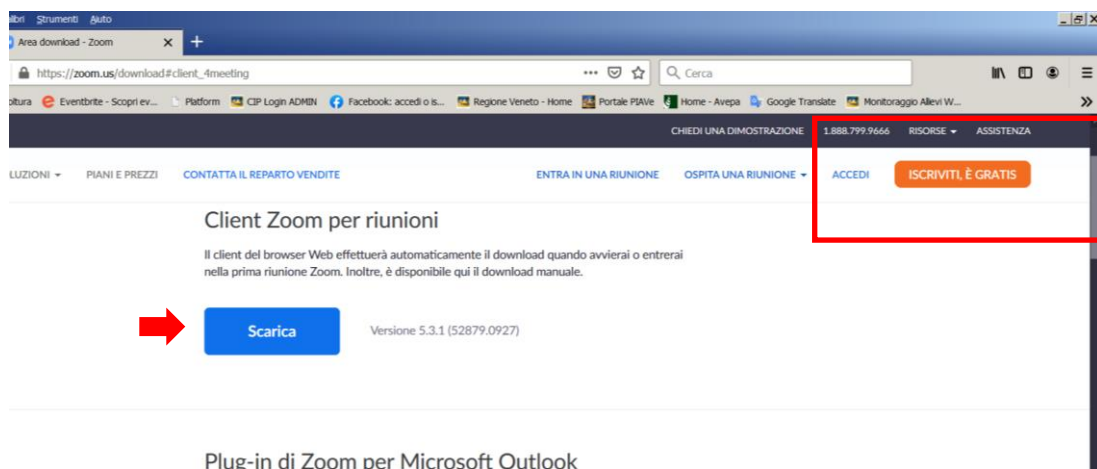 Strumenti Aiuto
Area download - Zoom
https://zoom.us/download#client_4meeting
Cerca
Eventbrite - Scopri ev... Platform CIP Login ADMIN Facebook: accedi o is... Regione Veneto - Home Portale PIAVe Home - Avepa Google Translate Monitoraggio Allevi W...
CHIEDI UNA DIMOSTRAZIONE 1.888.799.9666 RISORSE ASSISTENZA
LUZIONI PIANI E PREZZI CONTATTA IL REPARTO VENDITE ENTRA IN UNA RIUNIONE OSPITA UNA RIUNIONE ACCEDI ISCRIVITI, È GRATIS
Client Zoom per riunioni
Il client del browser Web effettuerà automaticamente il download quando avvierai o entrerai
nella prima riunione Zoom. Inoltre, è disponibile qui il download manuale.
Scarica Versione 5.3.1 (52879.0927)
Plug-in di Zoom per Microsoft Outlook